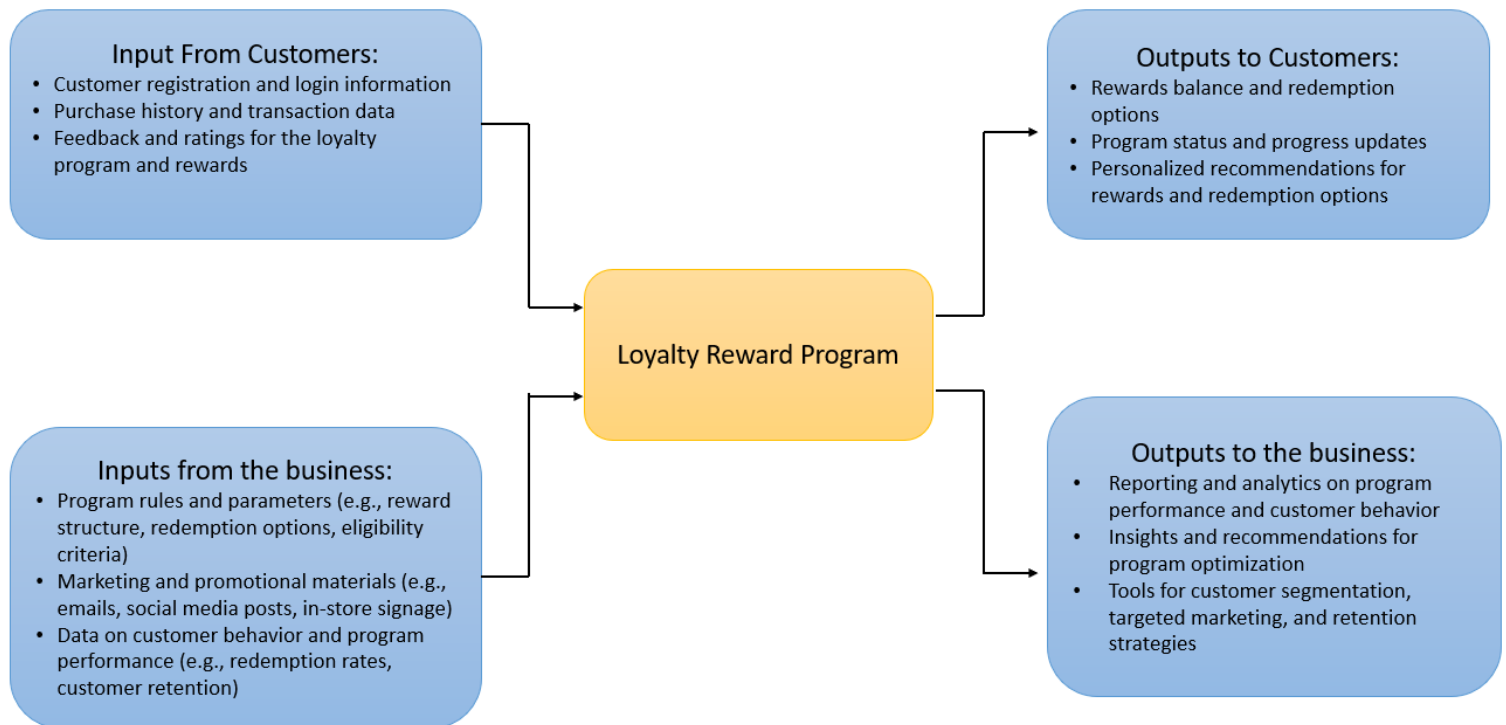 Input From Customers:
• Customer registration and login information
• Purchase history and transaction data
• Feedback and ratings for the loyalty
program and rewards
Outputs to Customers:
• Rewards balance and redemption
options
• Program status and progress updates
• Personalized recommendations for
rewards and redemption options
Loyalty Reward Program
Inputs from the business:
• Program rules and parameters (e.g., reward
structure, redemption options, eligibility
criteria)
• Marketing and promotional materials (e.g.,
emails, social media posts, in-store signage)
• Data on customer behavior and program
performance (e.g., redemption rates,
customer retention)
Outputs to the business:
• Reporting and analytics on program
performance and customer behavior
• Insights and recommendations for
program optimization
• Tools for customer segmentation,
targeted marketing, and retention
strategies